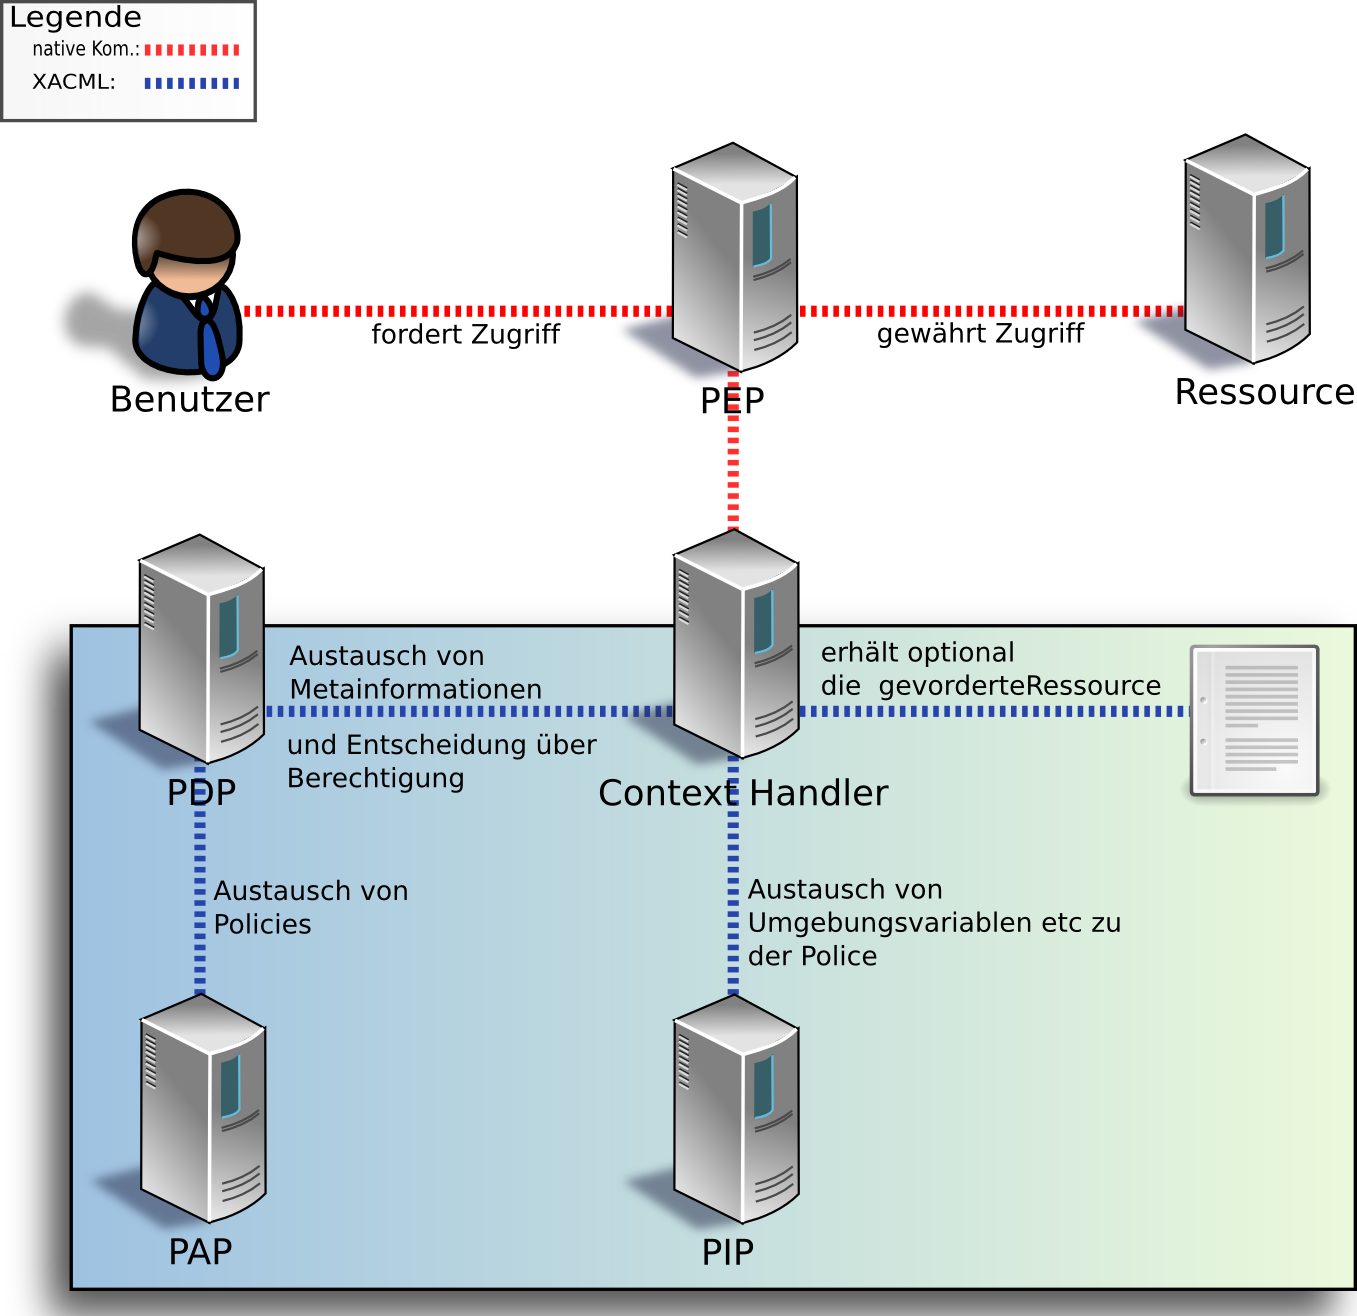 Legende
native Kom.:
XACML:
fordert Zugriff
gewährt Zugriff
Benutzer
PEP
Ressource
Austausch von
Metainformationen
und Entscheidung über
Berechtigung
erhält optional
die  gevorderteRessource
PDP
Context Handler
Austausch von
Policies
Austausch von
Umgebungsvariablen etc zu
der Police
PAP
PIP